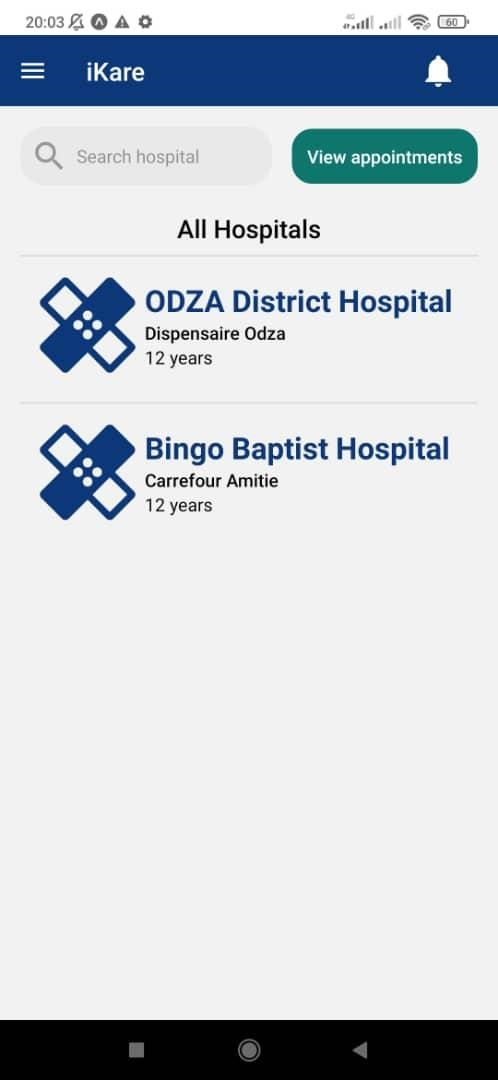 20:03 4G 60
iKare
Search hospital
View appointments
All Hospitals
ODZA District Hospital
Dispensaire Odza
12 years
Bingo Baptist Hospital
Carrefour Amitie
12 years